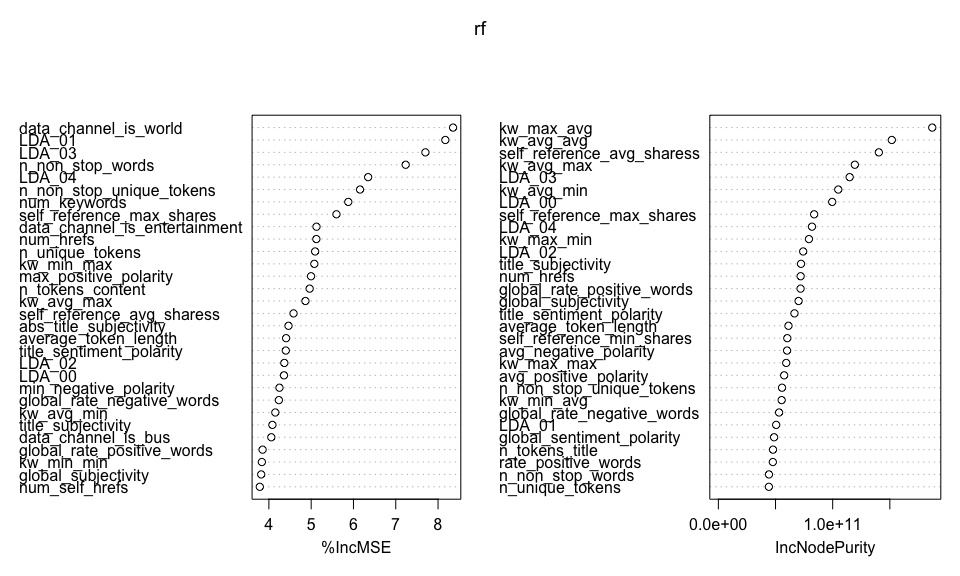 rf
data_channel_is_world
LDA_01
LDA_03
n_non_stop_words
LDA_04
n_non_stop_unique_tokens
num_keywords
self_reference_max_shares
data_channel_is_entertainment
num_hrefs
n_unique_tokens
kw_min_max
max_positive_polarity
n_tokens_content
kw_avg_max
self_reference_avg_sharess
abs_title_subjectivity
average_token_length
title_sentiment_polarity
LDA_02
LDA_00
min_negative_polarity
global_rate_negative_words
kw_avg_min
title_subjectivity
data_channel_is_bus
global_rate_positive_words
kw_min_min
global_subjectivity
num_self_hrefs
4 5 6 7 8
%IncMSE
kw_max_avg
kw_avg_avg
self_reference_avg_sharess
kw_avg_max
LDA_03
kw_avg_min
LDA_00
self_reference_max_shares
LDA_04
kw_max_min
LDA_02
title_subjectivity
num_hrefs
global_rate_positive_words
global_subjectivity
title_sentiment_polarity
average_token_length
self_reference_min_shares
avg_negative_polarity
kw_max_max
avg_positive_polarity
n_non_stop_unique_tokens
kw_min_avg
global_rate_negative_words
LDA_01
global_sentiment_polarity
n_tokens_title
rate_positive_words
n_non_stop_words
n_unique_tokens
0.0e+00 1.0e+11
IncNodePurity